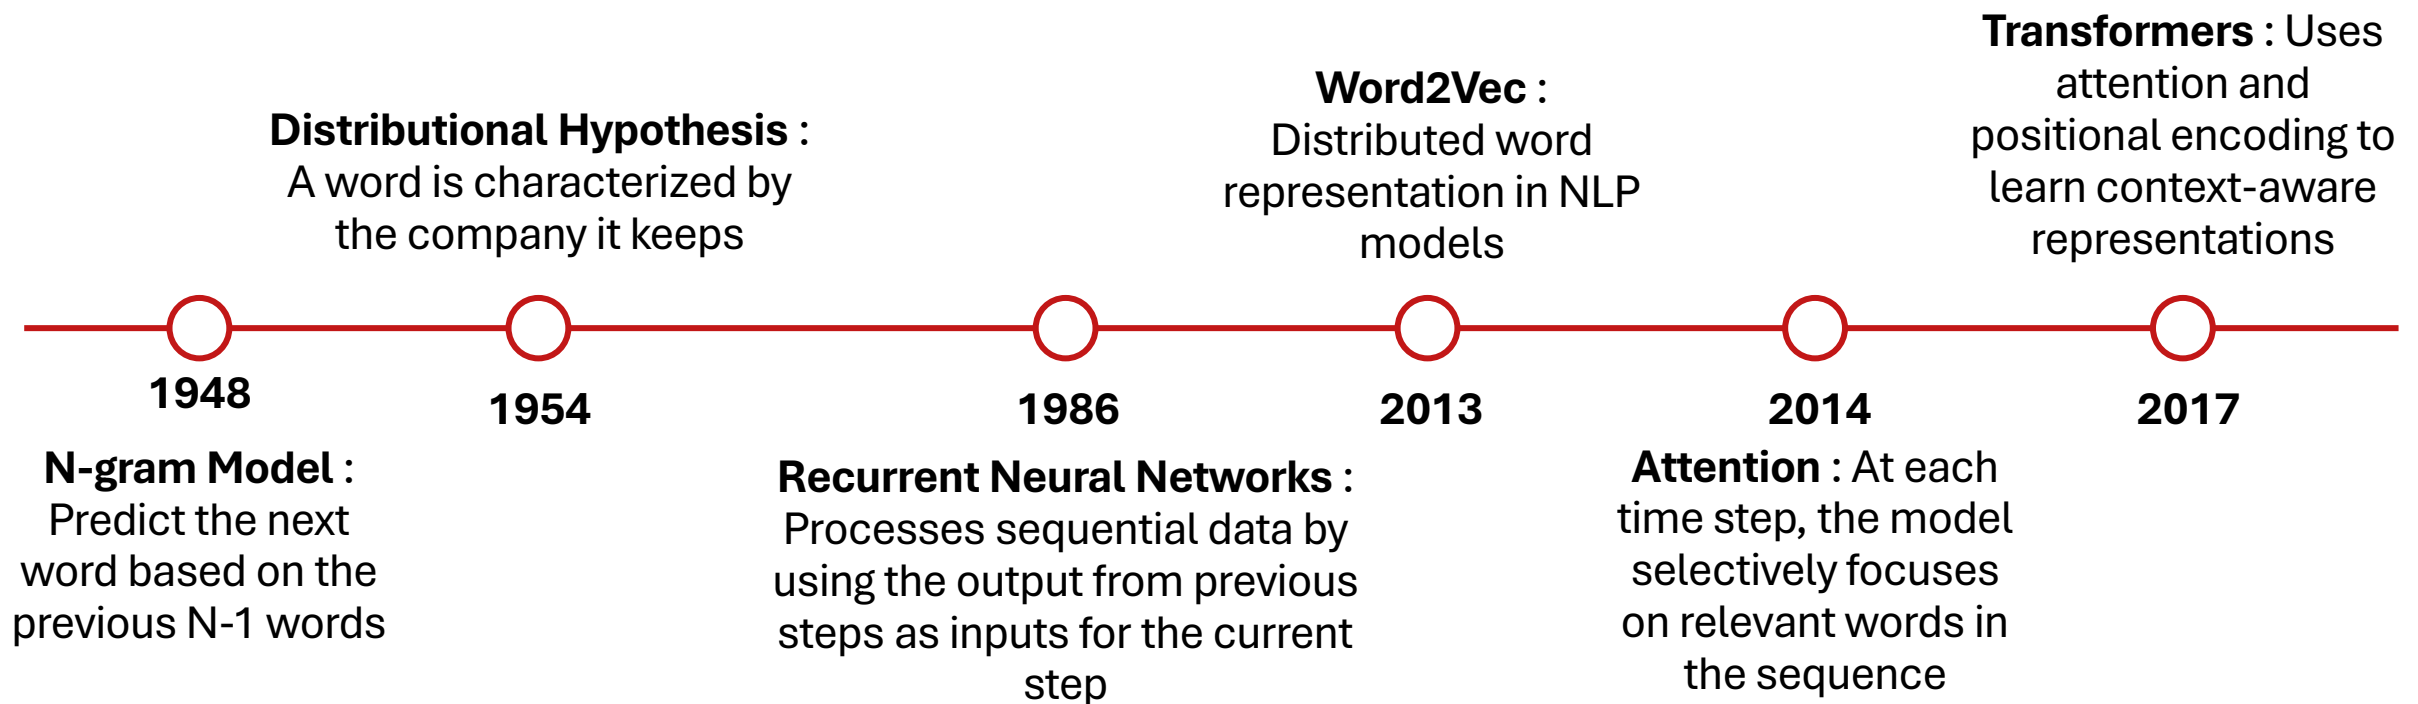 1948
N-gram Model :
Predict the next
word based on the
previous N-1 words
Distributional Hypothesis :
A word is characterized by
the company it keeps
1954
1986
Recurrent Neural Networks :
Processes sequential data by
using the output from previous
steps as inputs for the current
step
Word2Vec :
Distributed word
representation in NLP
models
2013
2014
Attention : At each
time step, the model
selectively focuses
on relevant words in
the sequence
Transformers : Uses
attention and
positional encoding to
learn context-aware
representations
2017